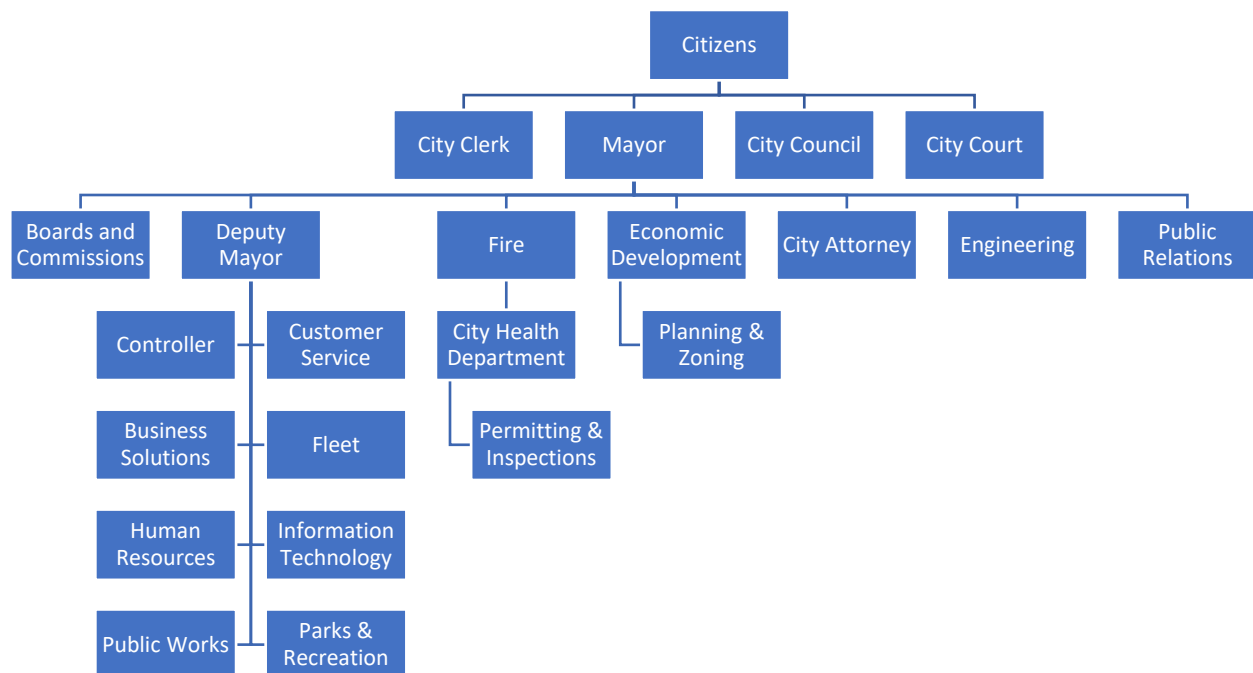 Citizens
City Clerk
Mayor
City Council
City Court
Boards and
Commissions
Deputy
Mayor
Fire
Economic
Development
City Attorney
Engineering
Public
Relations
Controller
Customer
Service
City Health
Department
Planning &
Zoning
Business
Solutions
Fleet
Permitting &
Inspections
Human
Resources
Information
Technology
Public Works
Parks &
Recreation